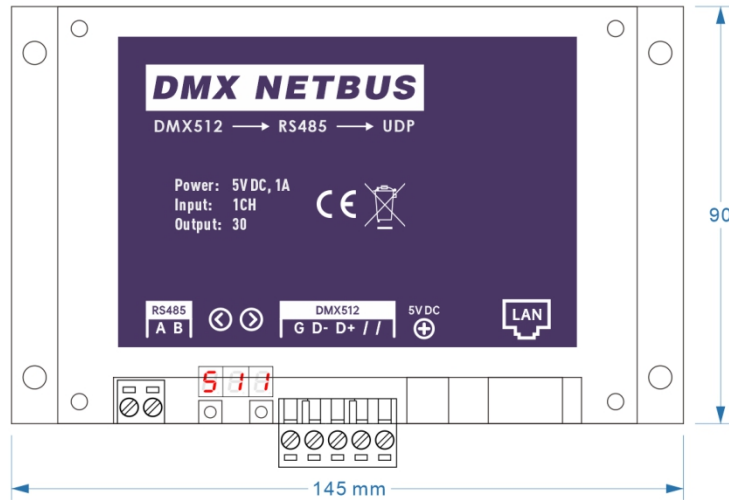 DMX NETBUS
DMX512 → RS485 → UDP
Power: 5V DC, 1A
Input: 1CH
Output: 30
CE
90
RS485
A B
DMX512
G D- D+ / /
5V DC
LAN
511
145 mm